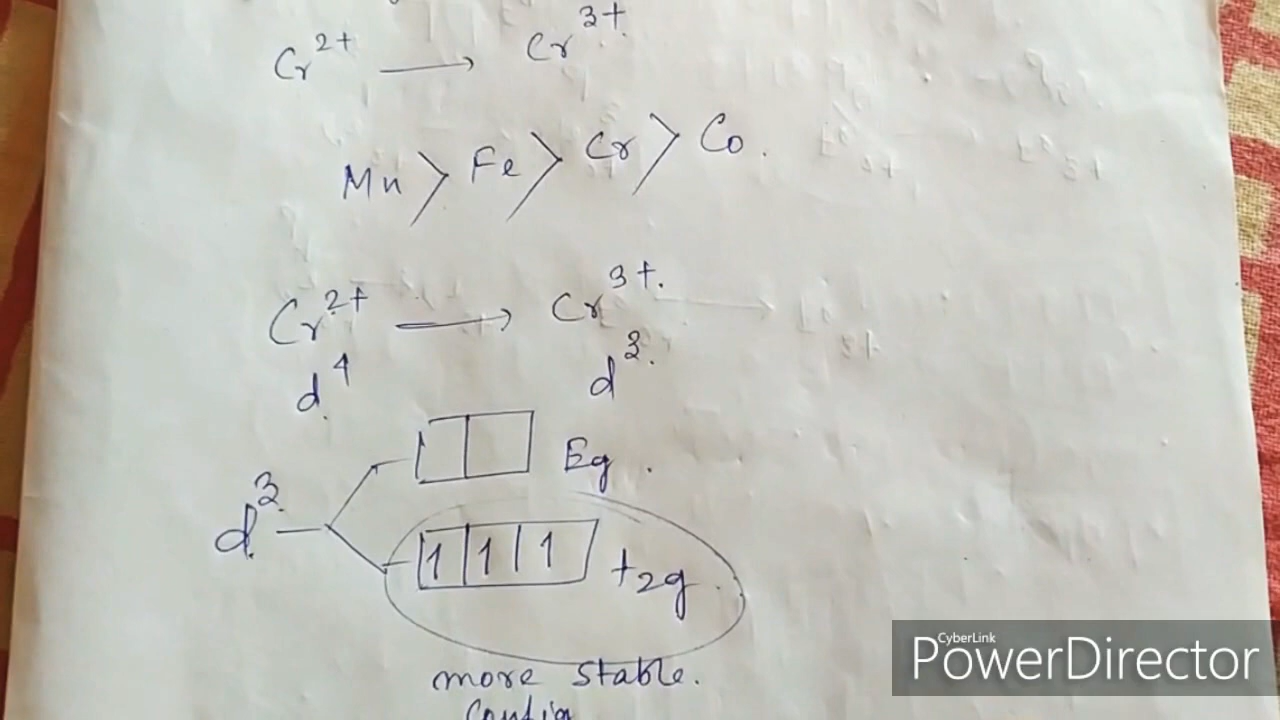 Cr²⁺ → Cr³⁺.
Mn > Fe > Cr > Co.
Cr²⁺ → Cr³⁺.
d⁴ d³.
Eg.
d³
1 1 1 t₂g.
more stable.
CyberLink
PowerDirector